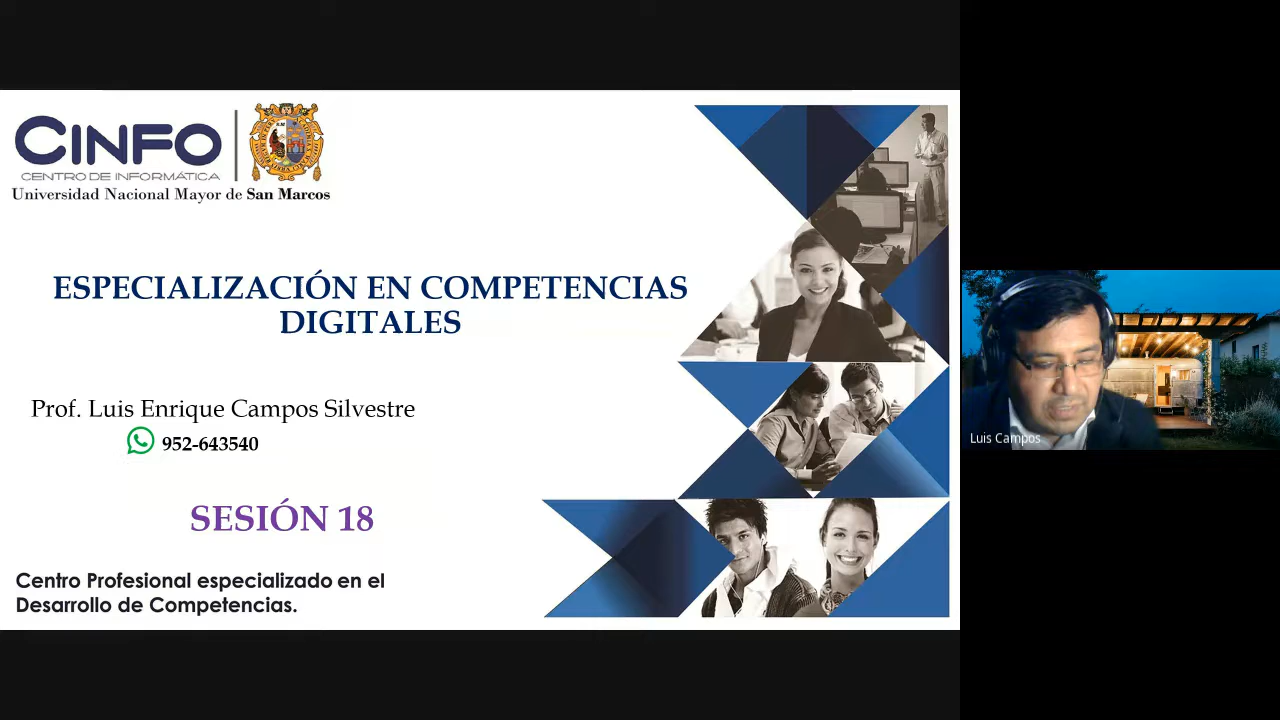 CINFO
CENTRO DE INFORMÁTICA
Universidad Nacional Mayor de San Marcos
ESPECIALIZACIÓN EN COMPETENCIAS
DIGITALES
Prof. Luis Enrique Campos Silvestre
952-643540
SESIÓN 18
Centro Profesional especializado en el
Desarrollo de Competencias.
Luis Campos